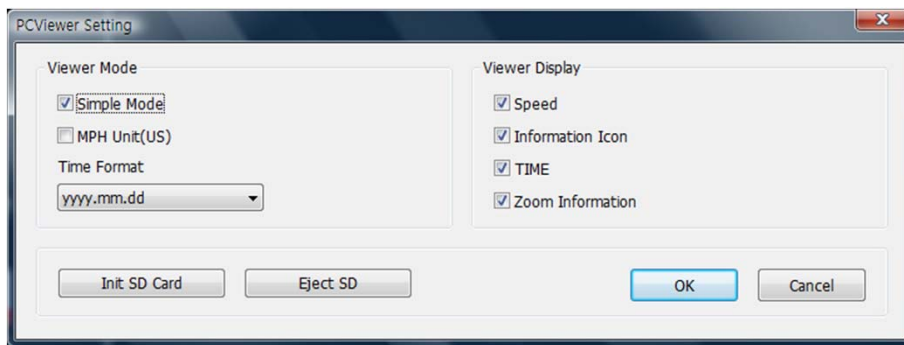 PCViewer Setting
Viewer Mode
Simple Mode
MPH Unit(US)
Time Format
yyyy.mm.dd
Viewer Display
Speed
Information Icon
TIME
Zoom Information
Init SD Card
Eject SD
OK
Cancel